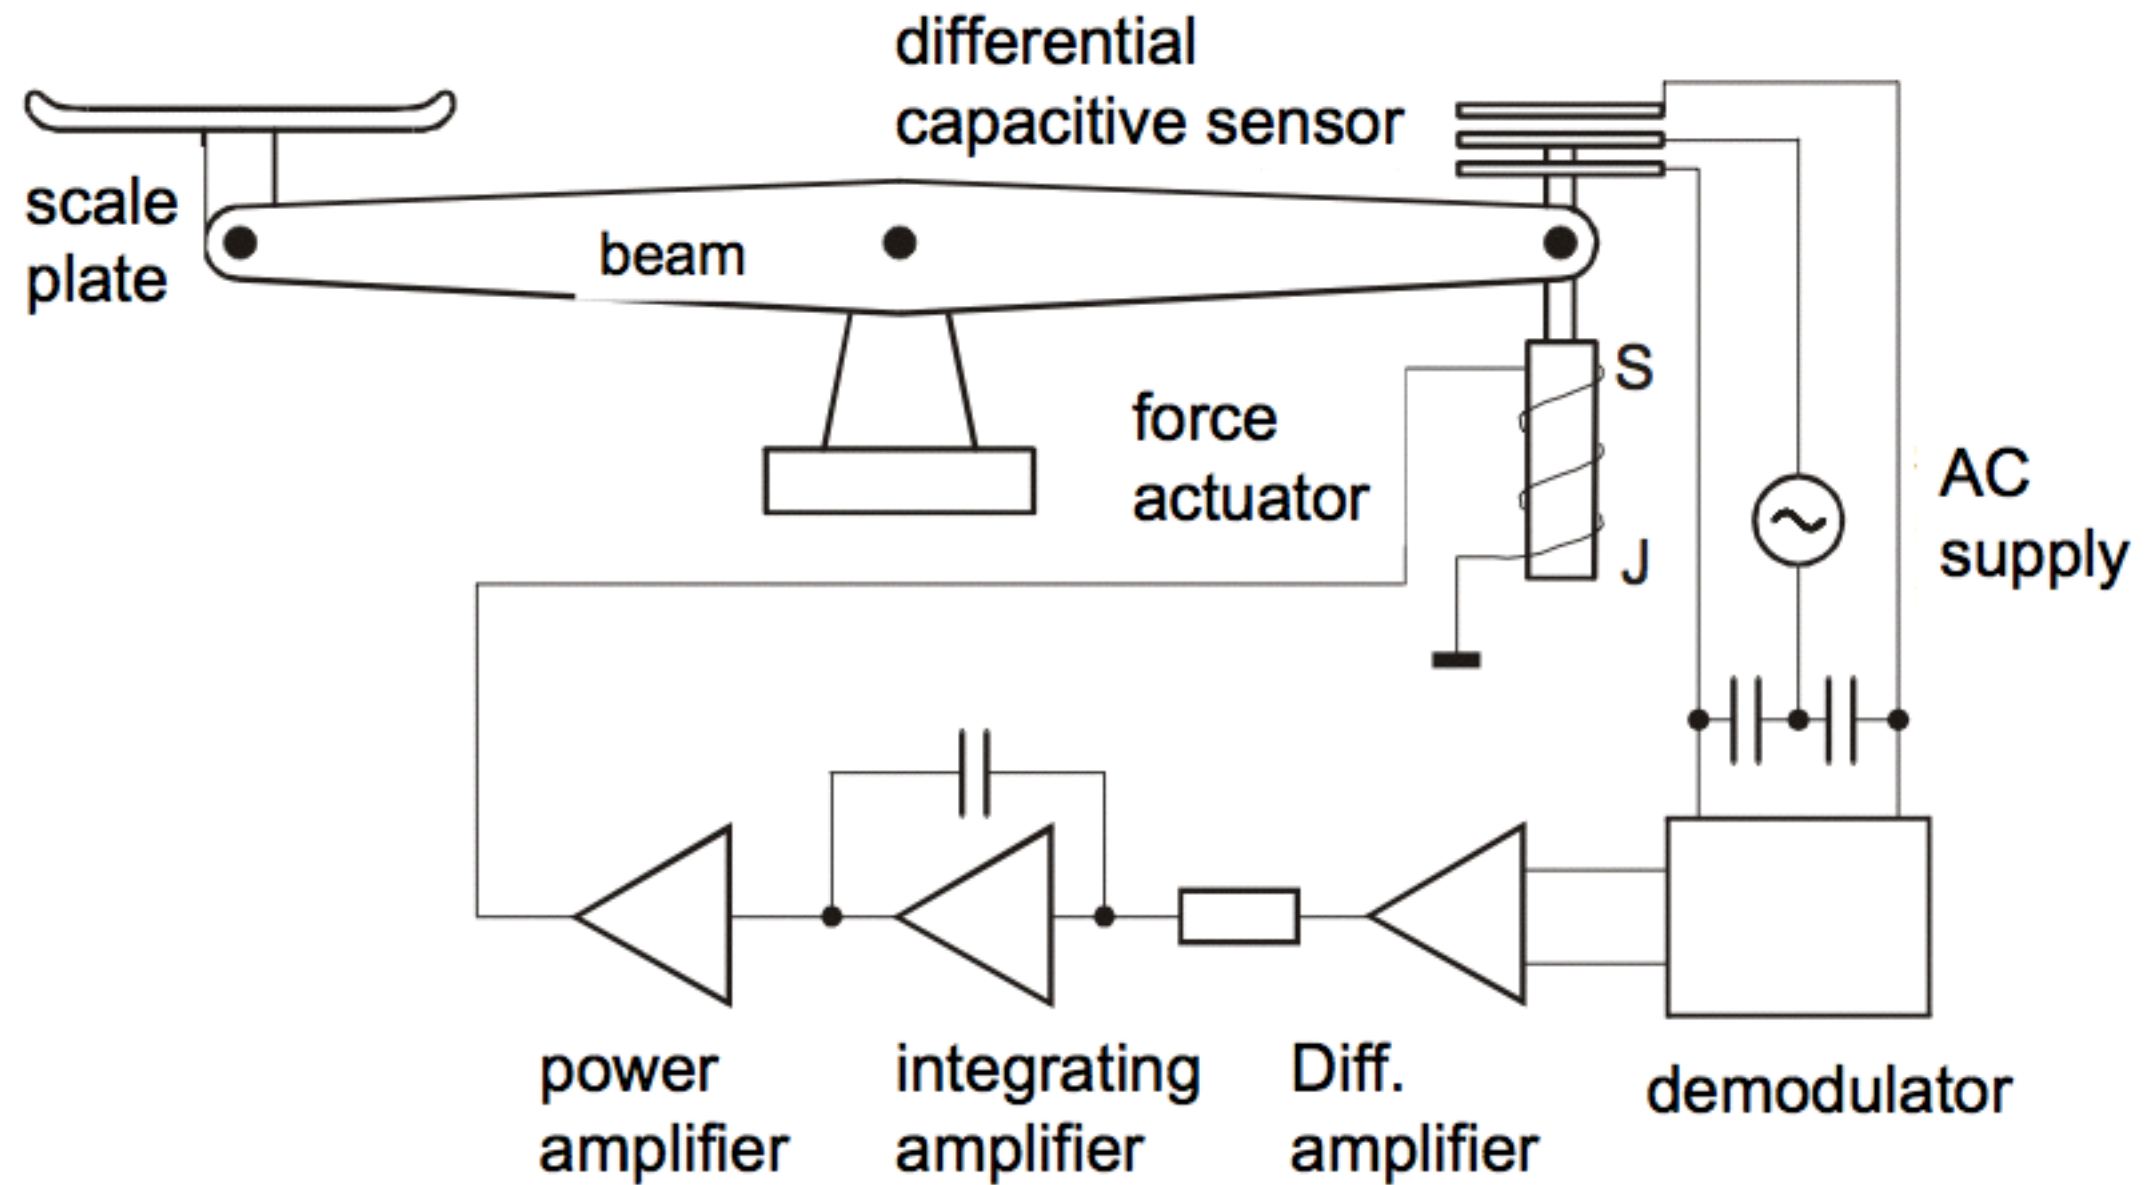 differential
capacitive sensor
scale
plate
beam
force
actuator
S
J
AC
supply
power
amplifier
integrating
amplifier
Diff.
amplifier
demodulator